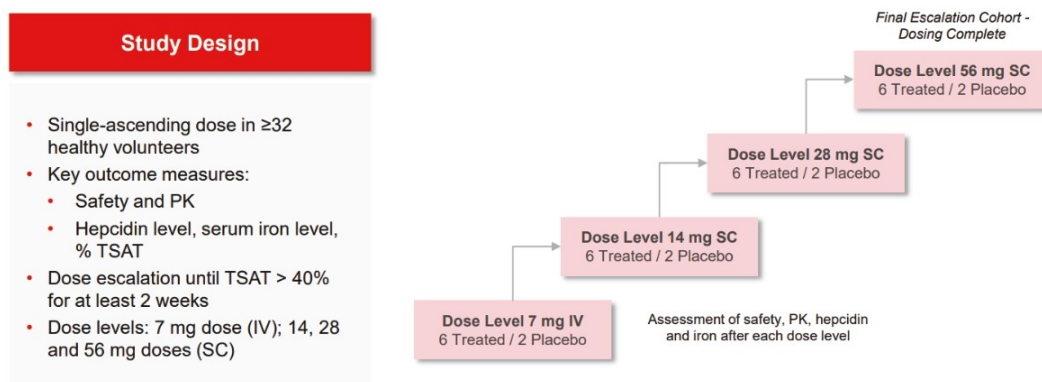 Study Design
• Single-ascending dose in ≥32
healthy volunteers
• Key outcome measures:
• Safety and PK
• Hepcidin level, serum iron level,
% TSAT
• Dose escalation until TSAT > 40%
for at least 2 weeks
• Dose levels: 7 mg dose (IV); 14, 28
and 56 mg doses (SC)
Final Escalation Cohort -
Dosing Complete
Dose Level 56 mg SC
6 Treated / 2 Placebo
Dose Level 28 mg SC
6 Treated / 2 Placebo
Dose Level 14 mg SC
6 Treated / 2 Placebo
Dose Level 7 mg IV
6 Treated / 2 Placebo
Assessment of safety, PK, hepcidin
and iron after each dose level